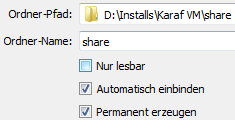 Ordner-Pfad: D:\Installs\Karaf VM\share
Ordner-Name: share
Nur lesbar
Automatisch einbinden
Permanent erzeugen